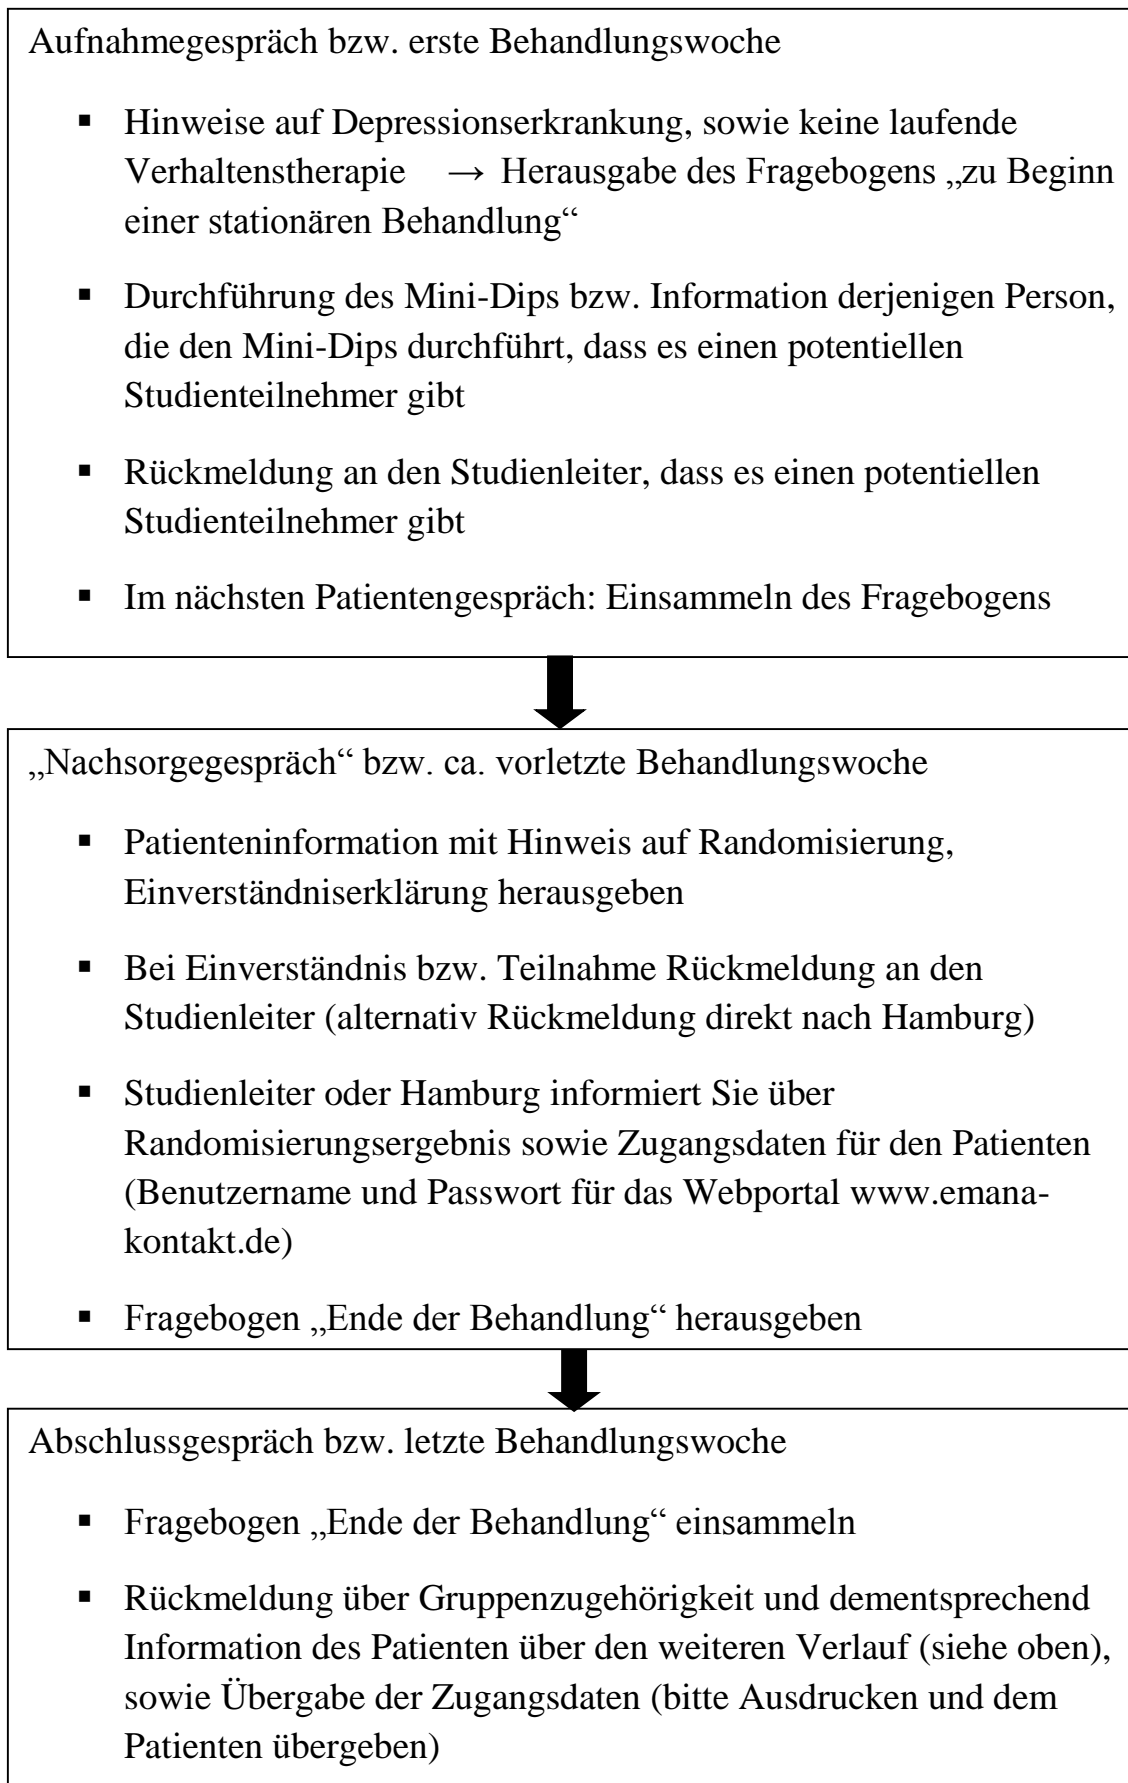 Aufnahmegespräch bzw. erste Behandlungswoche
▪ Hinweise auf Depressionserkrankung, sowie keine laufende
Verhaltenstherapie → Herausgabe des Fragebogens „zu Beginn
einer stationären Behandlung“
▪ Durchführung des Mini-Dips bzw. Information derjenigen Person,
die den Mini-Dips durchführt, dass es einen potentiellen
Studienteilnehmer gibt
▪ Rückmeldung an den Studienleiter, dass es einen potentiellen
Studienteilnehmer gibt
▪ Im nächsten Patientengespräch: Einsammeln des Fragebogens
„Nachsorgegespräch“ bzw. ca. vorletzte Behandlungswoche
▪ Patienteninformation mit Hinweis auf Randomisierung,
Einverständniserklärung herausgeben
▪ Bei Einverständnis bzw. Teilnahme Rückmeldung an den
Studienleiter (alternativ Rückmeldung direkt nach Hamburg)
▪ Studienleiter oder Hamburg informiert Sie über
Randomisierungsergebnis sowie Zugangsdaten für den Patienten
(Benutzername und Passwort für das Webportal www.emana-
kontakt.de)
▪ Fragebogen „Ende der Behandlung“ herausgeben
Abschlussgespräch bzw. letzte Behandlungswoche
▪ Fragebogen „Ende der Behandlung“ einsammeln
▪ Rückmeldung über Gruppenzugehörigkeit und dementsprechend
Information des Patienten über den weiteren Verlauf (siehe oben),
sowie Übergabe der Zugangsdaten (bitte Ausdrucken und dem
Patienten übergeben)